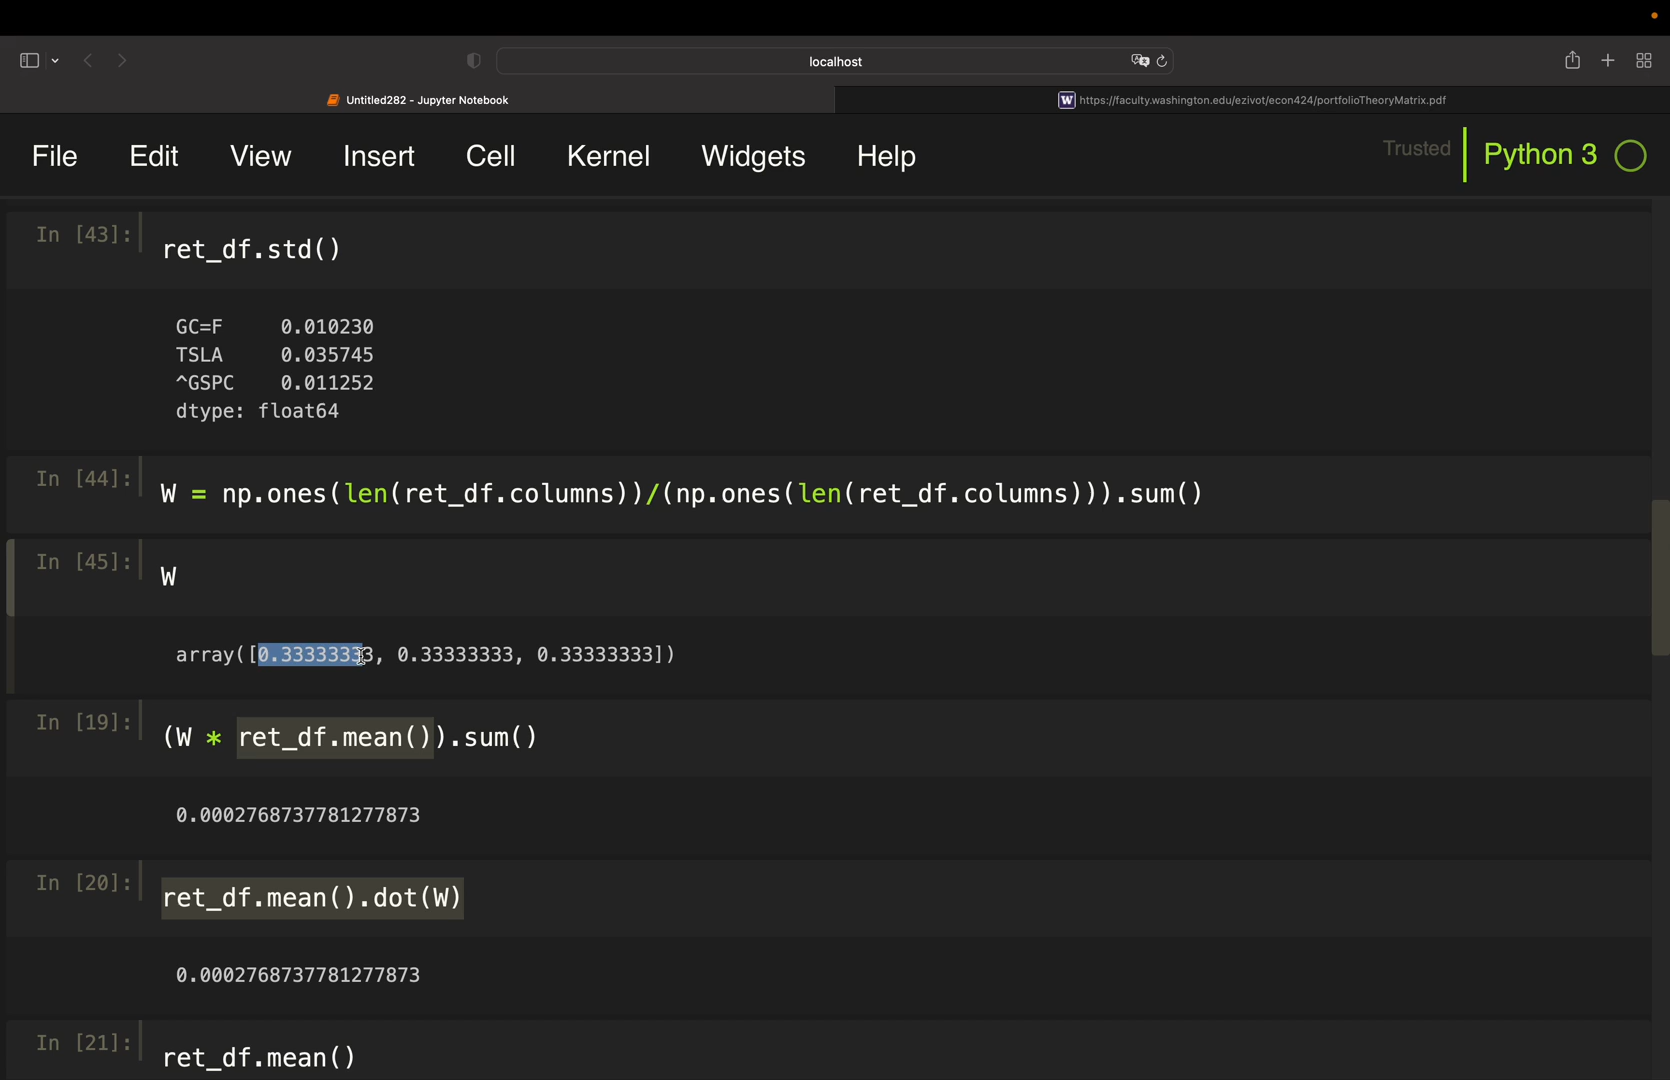 localhost
Untitled282 - Jupyter Notebook
W https://faculty.washington.edu/ezivot/econ424/portfolioTheoryMatrix.pdf
File Edit View Insert Cell Kernel Widgets Help Trusted Python 3
In [43]: ret_df.std()
GC=F 0.010230
TSLA 0.035745
^GSPC 0.011252
dtype: float64
In [44]: W = np.ones(len(ret_df.columns))/(np.ones(len(ret_df.columns))).sum()
In [45]: W
array([0.33333333, 0.33333333, 0.33333333])
In [19]: (W * ret_df.mean()).sum()
0.0002768737781277873
In [20]: ret_df.mean().dot(W)
0.0002768737781277873
In [21]: ret_df.mean()